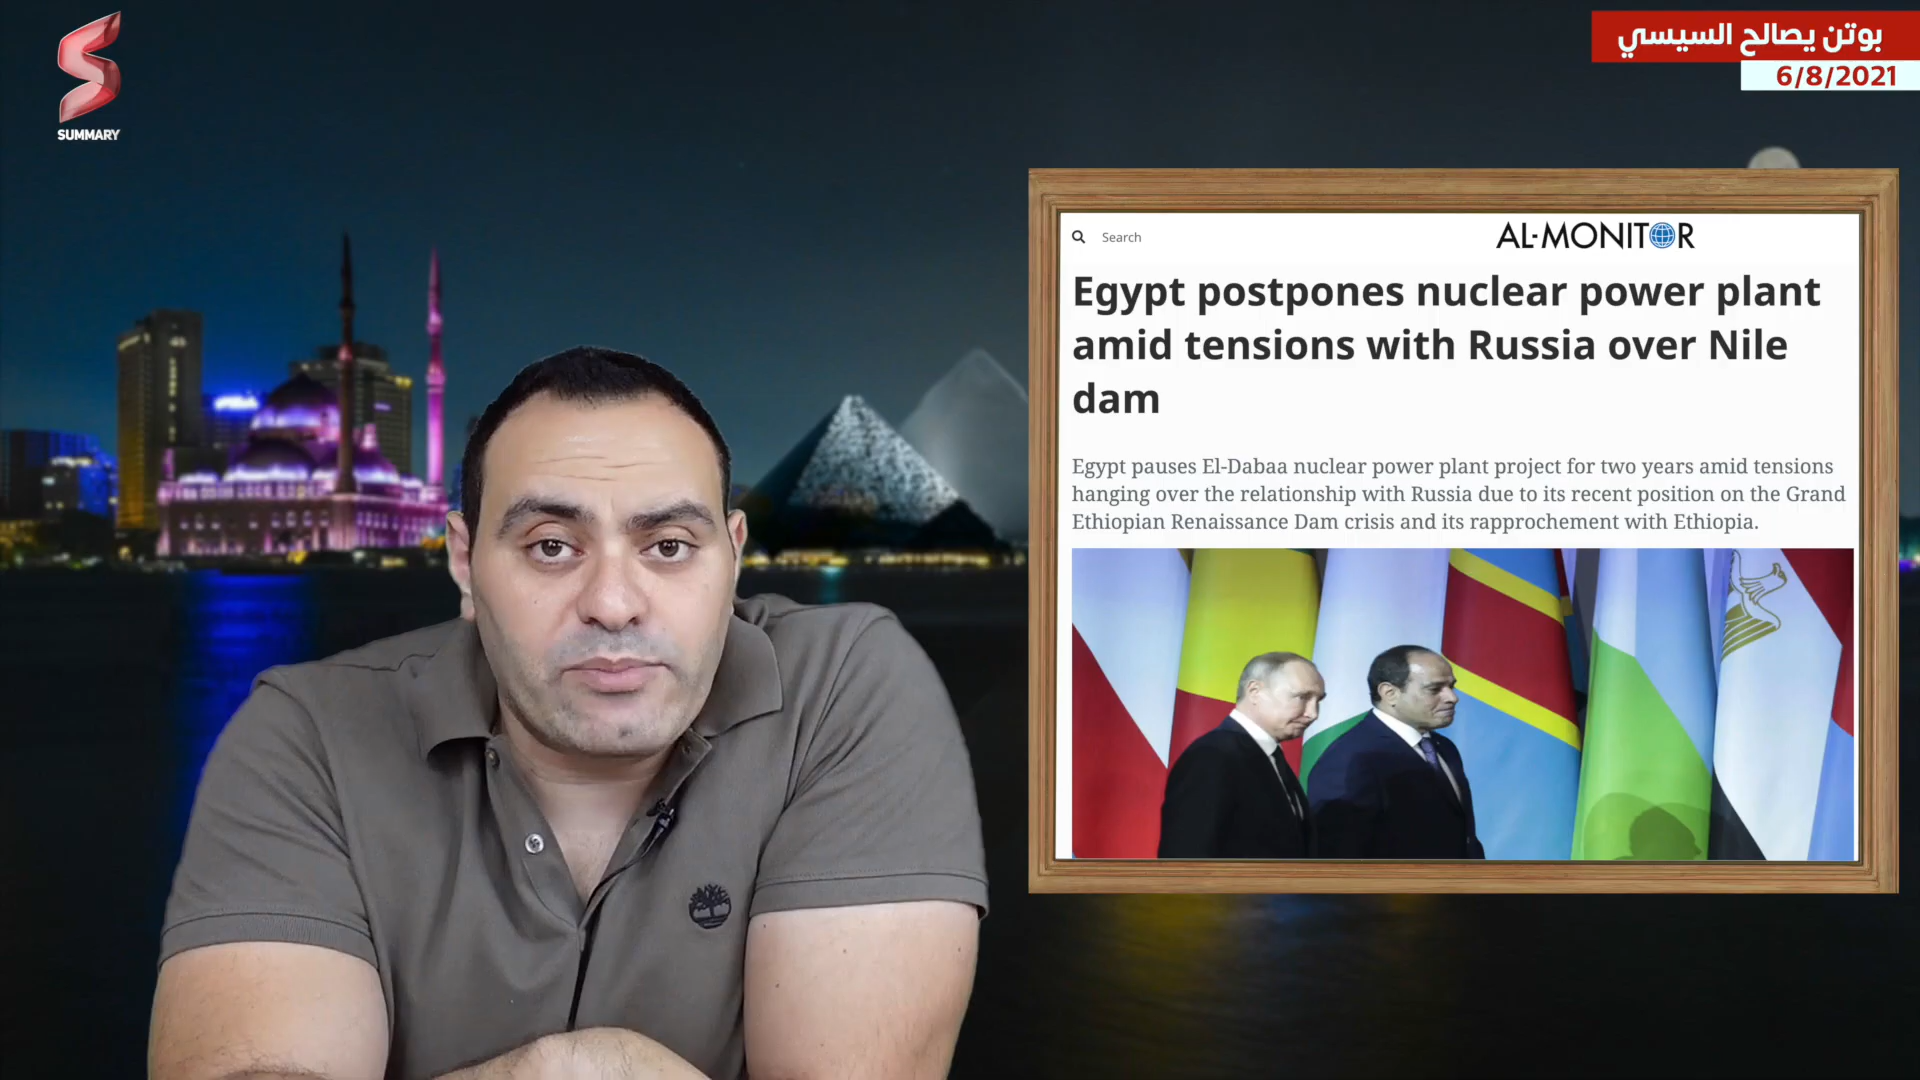 SUMMARY
بوتن يصالح السيسي
6/8/2021
Search
AL-MONITOR
Egypt postpones nuclear power plant
amid tensions with Russia over Nile
dam
Egypt pauses El-Dabaa nuclear power plant project for two years amid tensions
hanging over the relationship with Russia due to its recent position on the Grand
Ethiopian Renaissance Dam crisis and its rapprochement with Ethiopia.